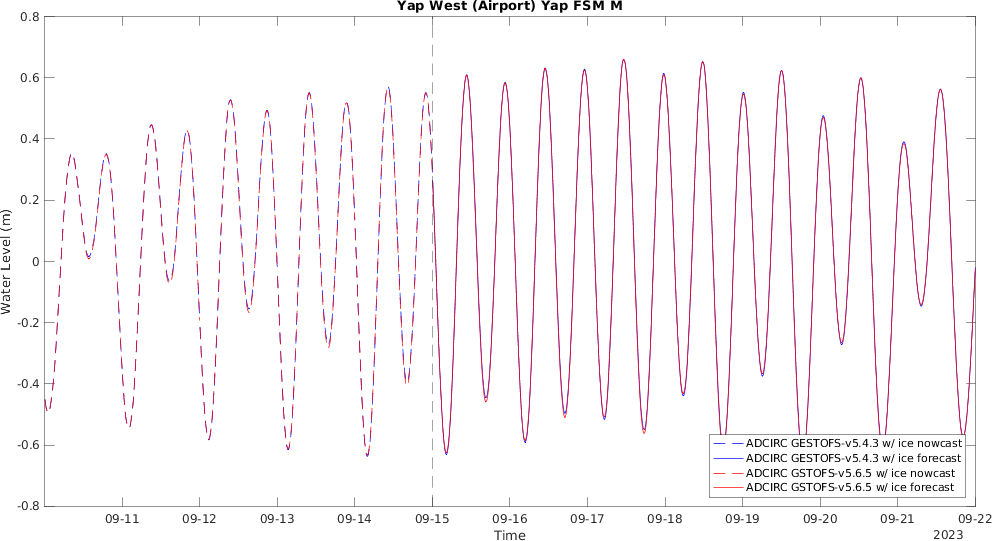 Yap West (Airport) Yap FSM M
Water Level (m)
0.8
0.6
0.4
0.2
0
-0.2
-0.4
-0.6
-0.8
ADCIRC GESTOFS-v5.4.3 w/ ice nowcast
ADCIRC GESTOFS-v5.4.3 w/ ice forecast
ADCIRC GSTOFS-v5.6.5 w/ ice nowcast
ADCIRC GSTOFS-v5.6.5 w/ ice forecast
09-11 09-12 09-13 09-14 09-15 09-16 09-17 09-18 09-19 09-20 09-21 09-22
Time
2023